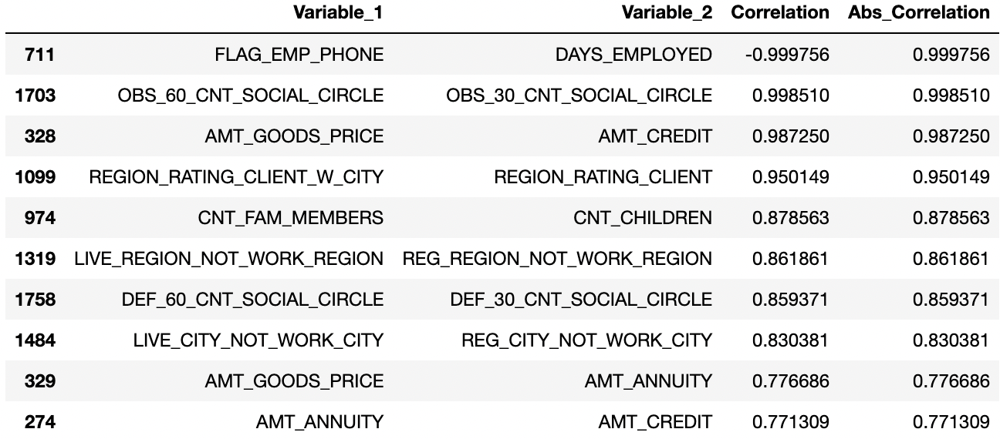 Variable_1 Variable_2 Correlation Abs_Correlation
711 FLAG_EMP_PHONE DAYS_EMPLOYED -0.999756 0.999756
1703 OBS_60_CNT_SOCIAL_CIRCLE OBS_30_CNT_SOCIAL_CIRCLE 0.998510 0.998510
328 AMT_GOODS_PRICE AMT_CREDIT 0.987250 0.987250
1099 REGION_RATING_CLIENT_W_CITY REGION_RATING_CLIENT 0.950149 0.950149
974 CNT_FAM_MEMBERS CNT_CHILDREN 0.878563 0.878563
1319 LIVE_REGION_NOT_WORK_REGION REG_REGION_NOT_WORK_REGION 0.861861 0.861861
1758 DEF_60_CNT_SOCIAL_CIRCLE DEF_30_CNT_SOCIAL_CIRCLE 0.859371 0.859371
1484 LIVE_CITY_NOT_WORK_CITY REG_CITY_NOT_WORK_CITY 0.830381 0.830381
329 AMT_GOODS_PRICE AMT_ANNUITY 0.776686 0.776686
274 AMT_ANNUITY AMT_CREDIT 0.771309 0.771309